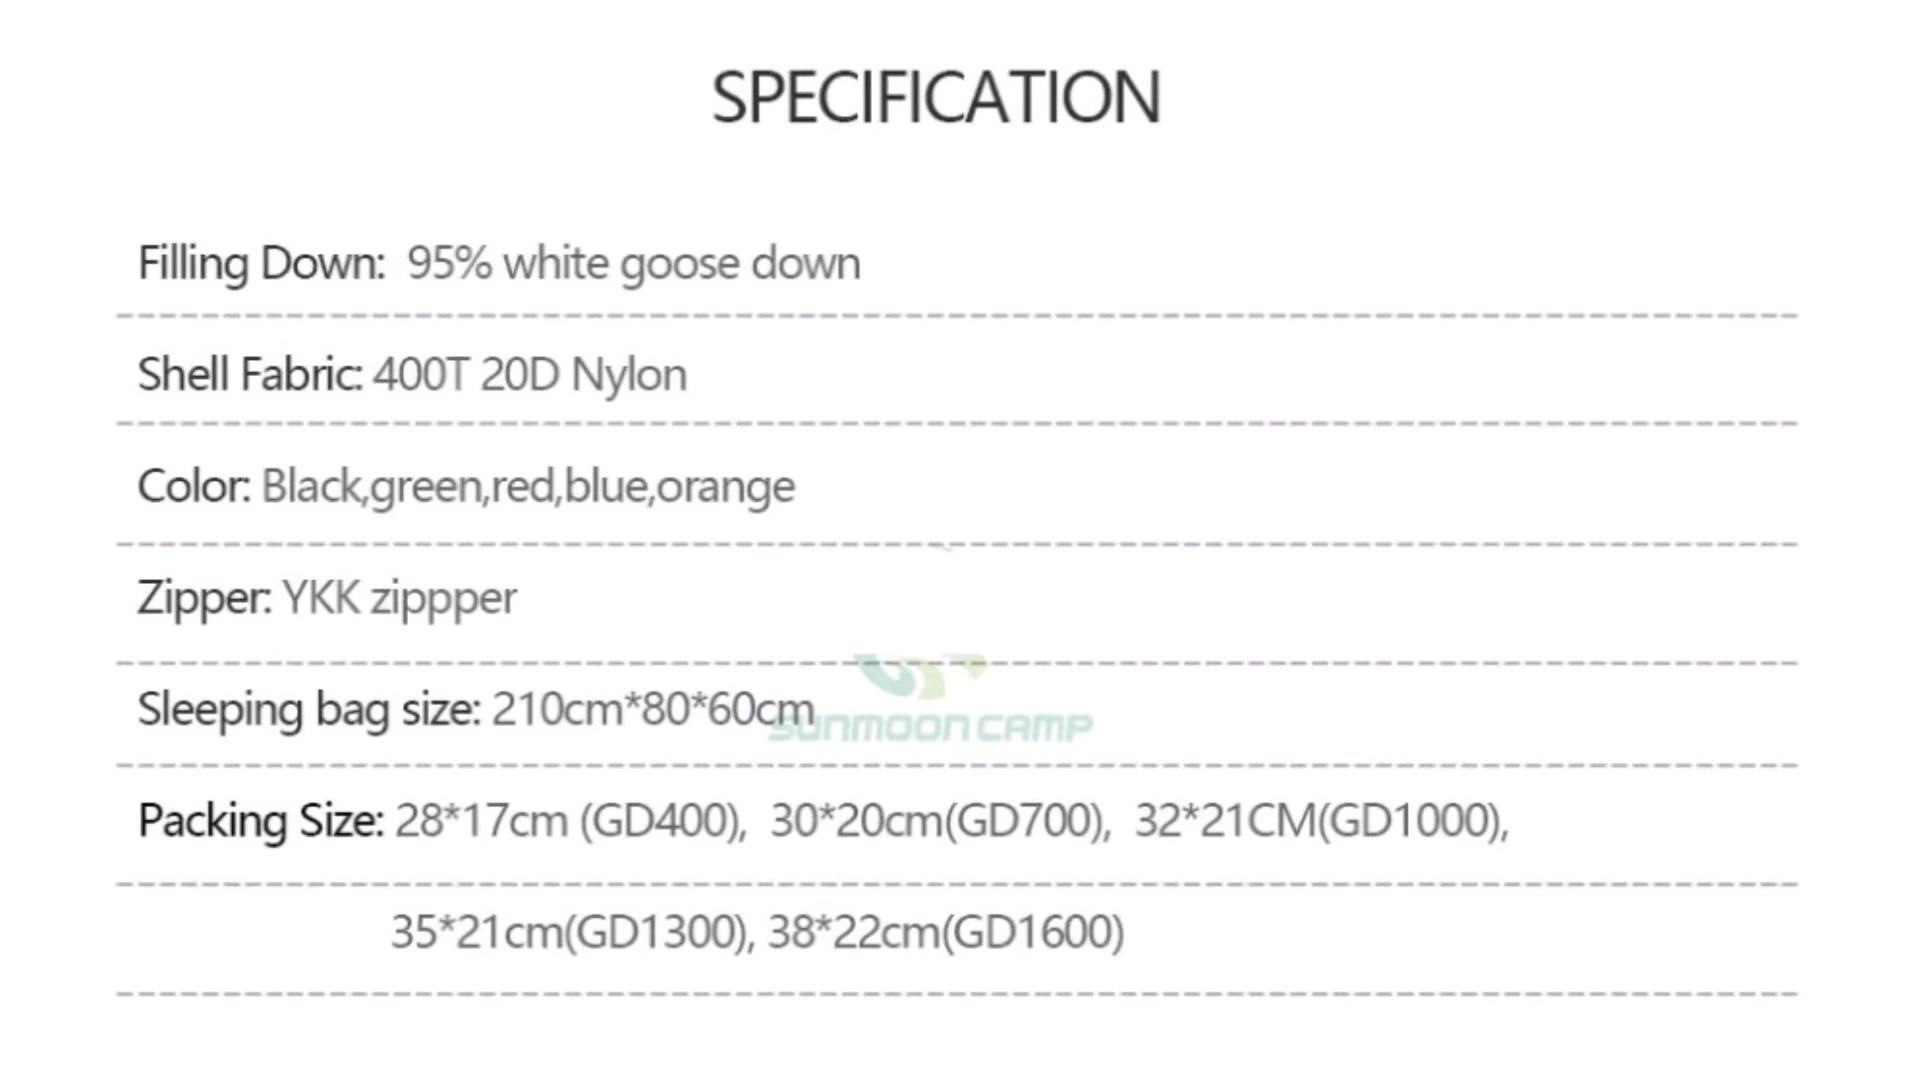 SPECIFICATION
Filling Down: 95% white goose down
Shell Fabric: 400T 20D Nylon
Color: Black,green,red,blue,orange
Zipper: YKK zippper
Sleeping bag size: 210cm*80*60cm
SUNMOON CAMP
Packing Size: 28*17cm (GD400), 30*20cm(GD700), 32*21CM(GD1000),
35*21cm(GD1300), 38*22cm(GD1600)